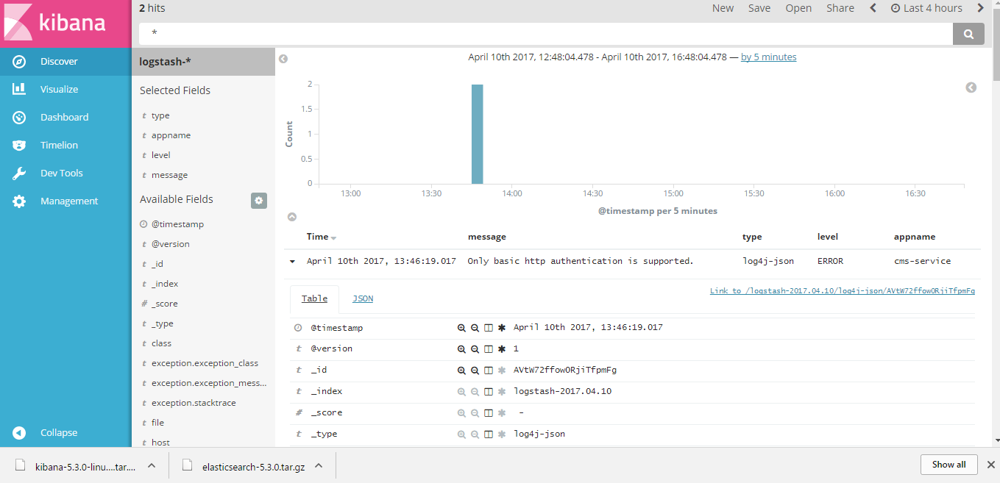 kibana
2 hits
New Save Open Share Last 4 hours
*
Discover
Visualize
Dashboard
Timelion
Dev Tools
Management
Collapse
logstash-*
Selected Fields
t type
t appname
t level
t message
Available Fields
@timestamp
t @version
t _id
t _index
# _score
t _type
t class
t exception.exception_class
t exception.exception_mess...
t exception.stacktrace
t file
t host
April 10th 2017, 12:48:04.478 - April 10th 2017, 16:48:04.478 — by 5 minutes
Count
2
1.5
1
0.5
0
13:00 13:30 14:00 14:30 15:00 15:30 16:00 16:30
@timestamp per 5 minutes
Time message type level appname
April 10th 2017, 13:46:19.017 Only basic http authentication is supported. log4j-json ERROR cms-service
Table JSON
Link to /logstash-2017.04.10/log4j-json/AVtW72ffow0RjiTfpmFg
@timestamp April 10th 2017, 13:46:19.017
t @version 1
t _id AVtW72ffow0RjiTfpmFg
t _index logstash-2017.04.10
# _score -
t _type log4j-json
kibana-5.3.0-linu....tar....
elasticsearch-5.3.0.tar.gz
Show all